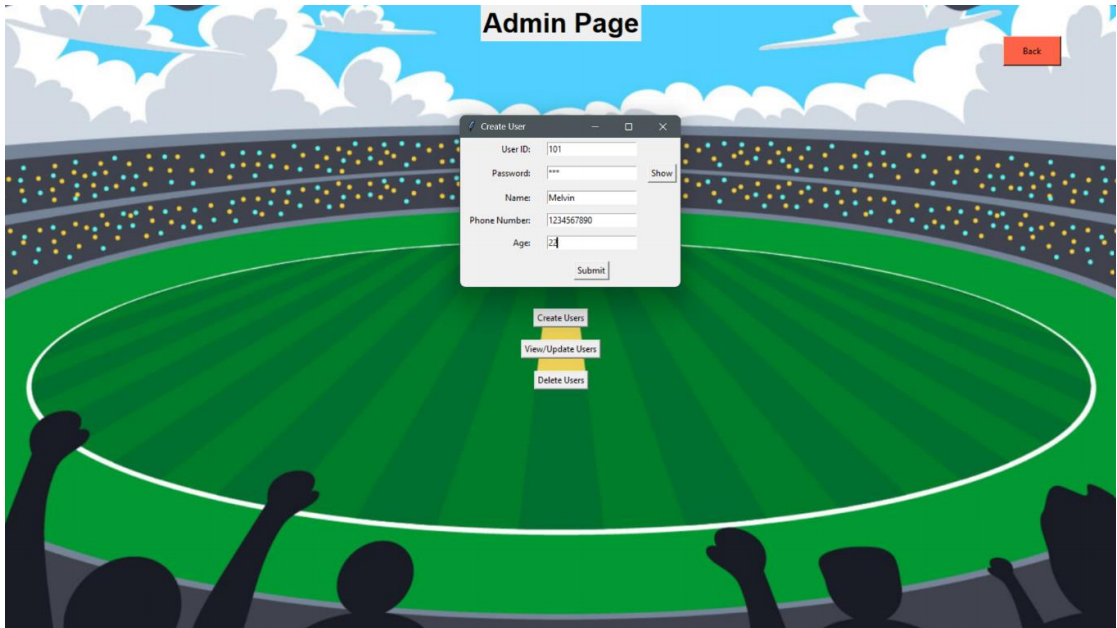 Admin Page
Back
Create User
User ID: 101
Password: *** Show
Name: Melvin
Phone Number: 1234567890
Age: 22
Submit
Create Users
View/Update Users
Delete Users